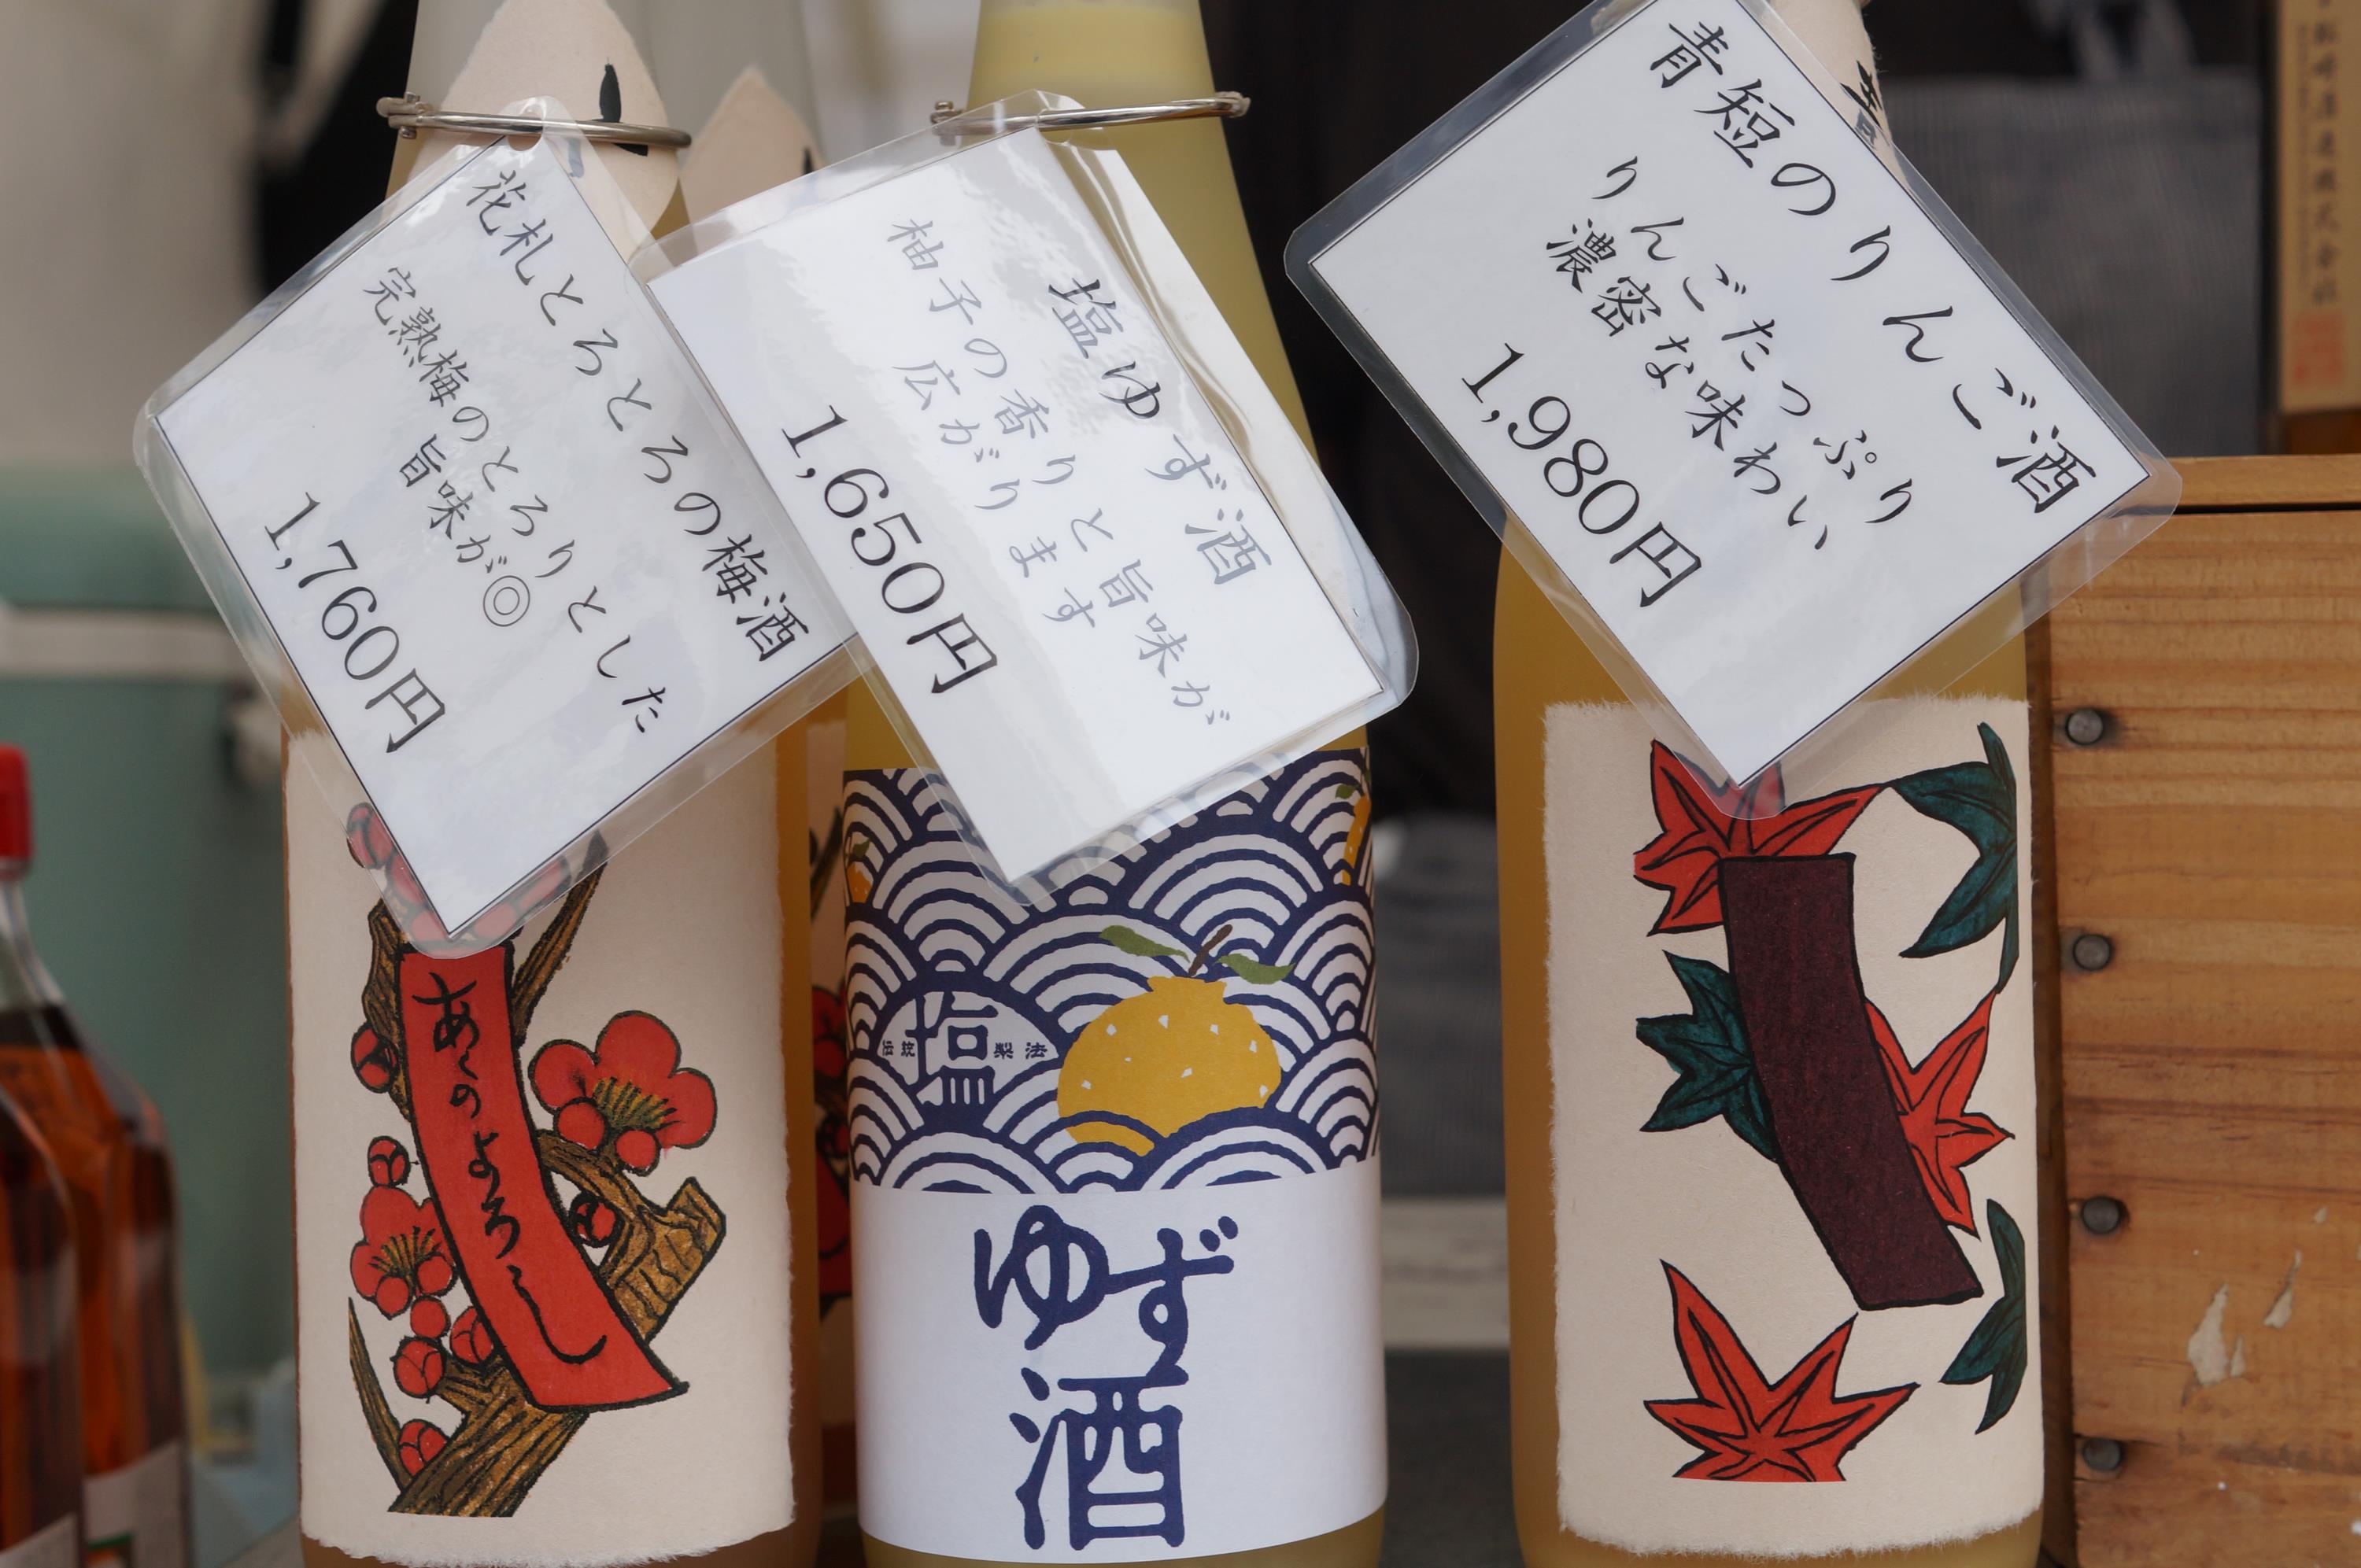 花札とろとろの梅酒
完熟梅のとろりとした
旨味が◎
1,760円
塩ゆず酒
柚子の香りと旨味が
広がります
1,650円
青短のりんご酒
りんごたっぷり
濃密な味わい
1,980円
あのよろし
伝統 塩 製法
ゆず
酒